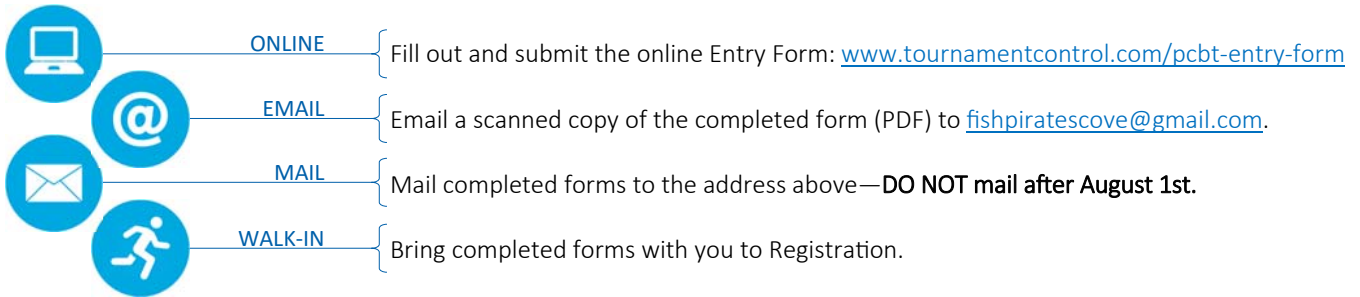 ONLINE Fill out and submit the online Entry Form: www.tournamentcontrol.com/pcbt-entry-form
@ EMAIL Email a scanned copy of the completed form (PDF) to fishpiratescove@gmail.com.
MAIL Mail completed forms to the address above—DO NOT mail after August 1st.
WALK-IN Bring completed forms with you to Registration.